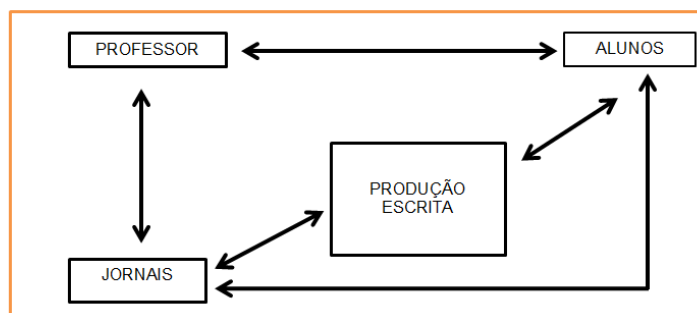 PROFESSOR
ALUNOS
PRODUÇÃO
ESCRITA
JORNAIS